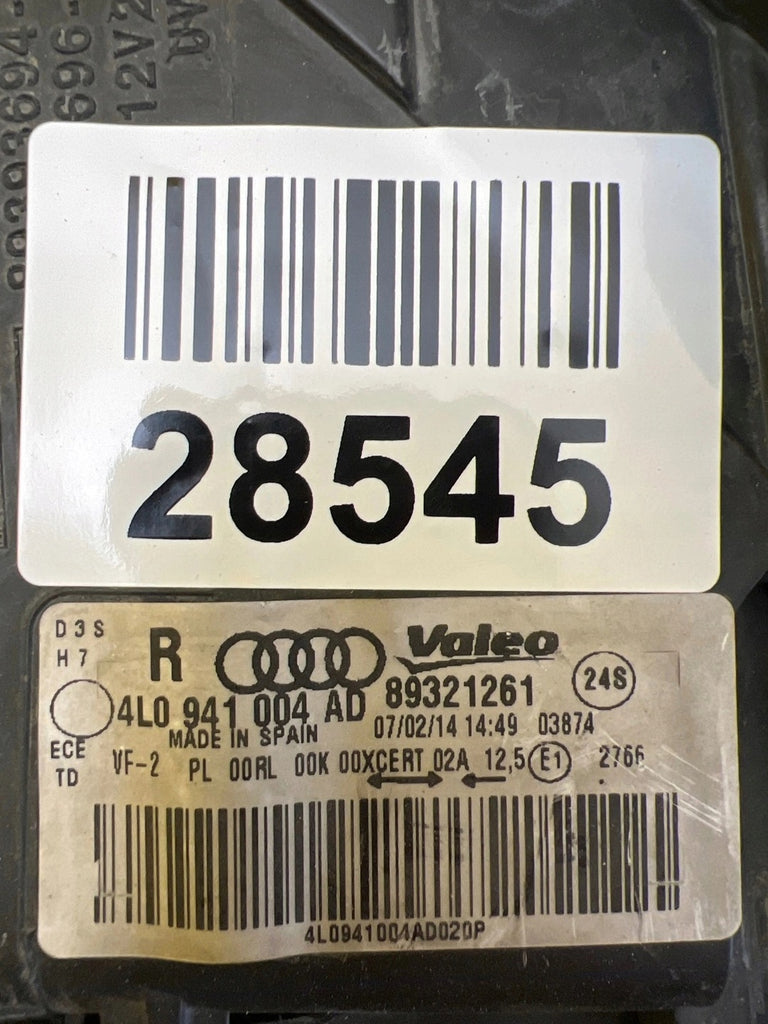 12V2
28545
D3S
H7
R
Valeo
4L0 941 004 AD
89321261
24S
MADE IN SPAIN
07/02/14 14:49 03874
ECE
TD
VF-2 PL 00RL 00K 00XCERT 02A 12,5 E1 2766
4L0941004AD020P